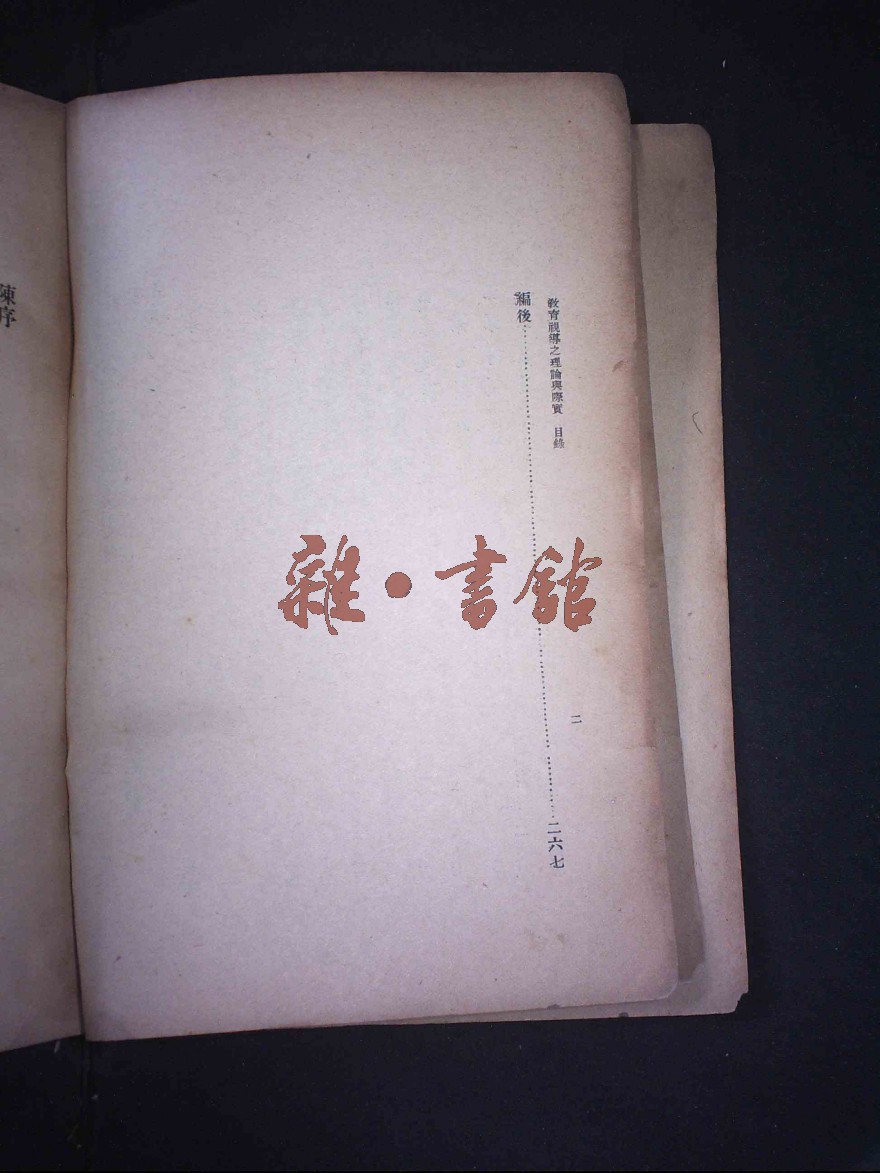 教育視導之理論與際實　目錄
二
編後……………………二六七
陳序
雜·書館